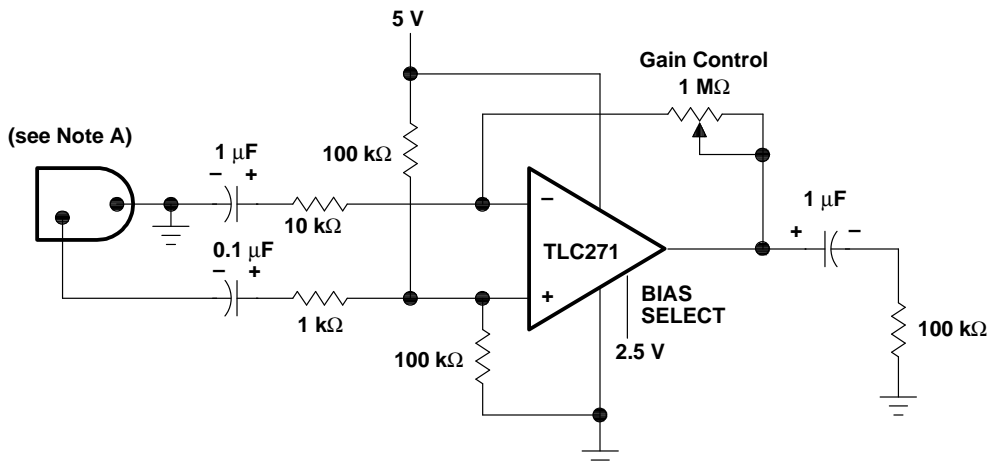 5 V
Gain Control
1 MΩ
(see Note A)
1 μF
− +
100 kΩ
10 kΩ
−
1 μF
+ −
0.1 μF
− +
TLC271
1 kΩ
+
BIAS
SELECT
100 kΩ
2.5 V
100 kΩ